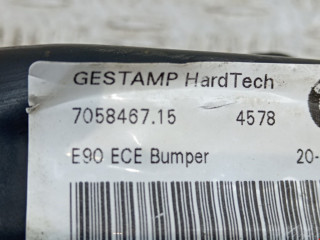 GESTAMP HardTech
7058467.15 4578
E90 ECE Bumper 20-